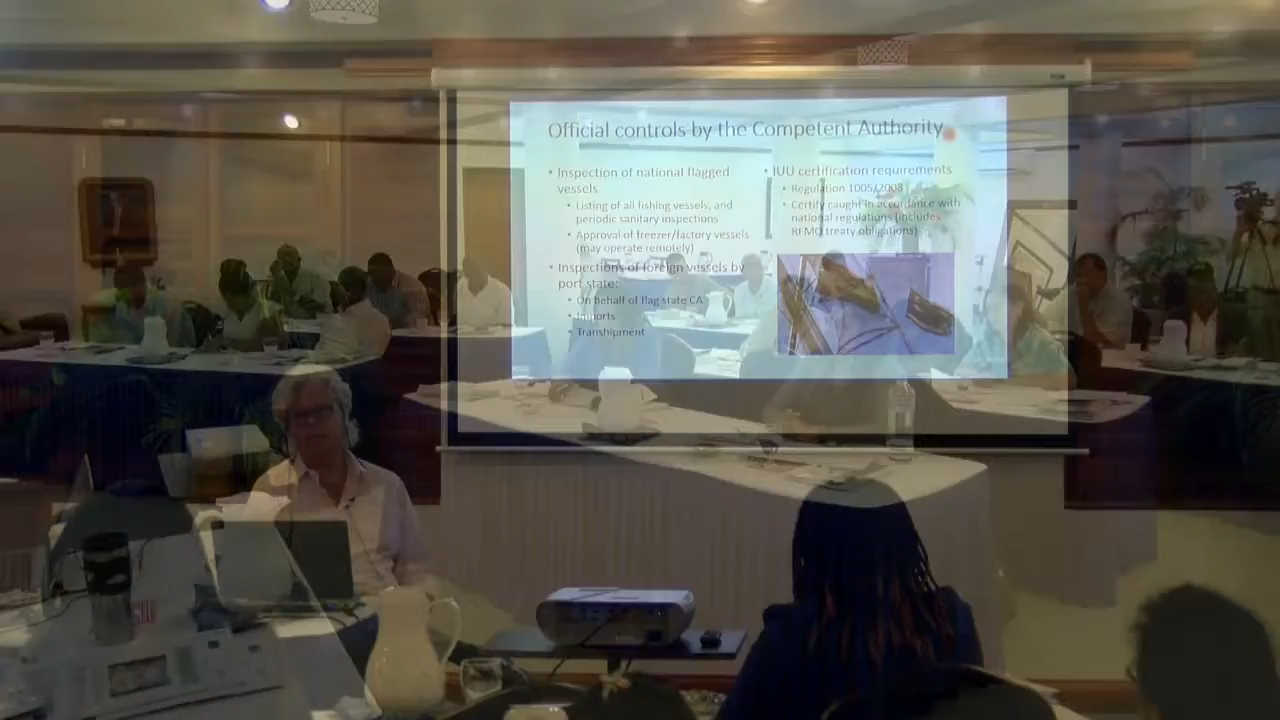 Official controls by the Competent Authority
• Inspection of national flagged
vessels
• Listing of all fishing vessels, and
periodic sanitary inspections
• Approval of freezer/factory vessels
(may operate remotely)
• Inspections of foreign vessels by
port state:
• On behalf of flag state CA
• Imports
• Transhipment
• IUU certification requirements
• Regulation 1005/2008
• Certify caught in accordance with
national regulations (includes
RFMO treaty obligations)